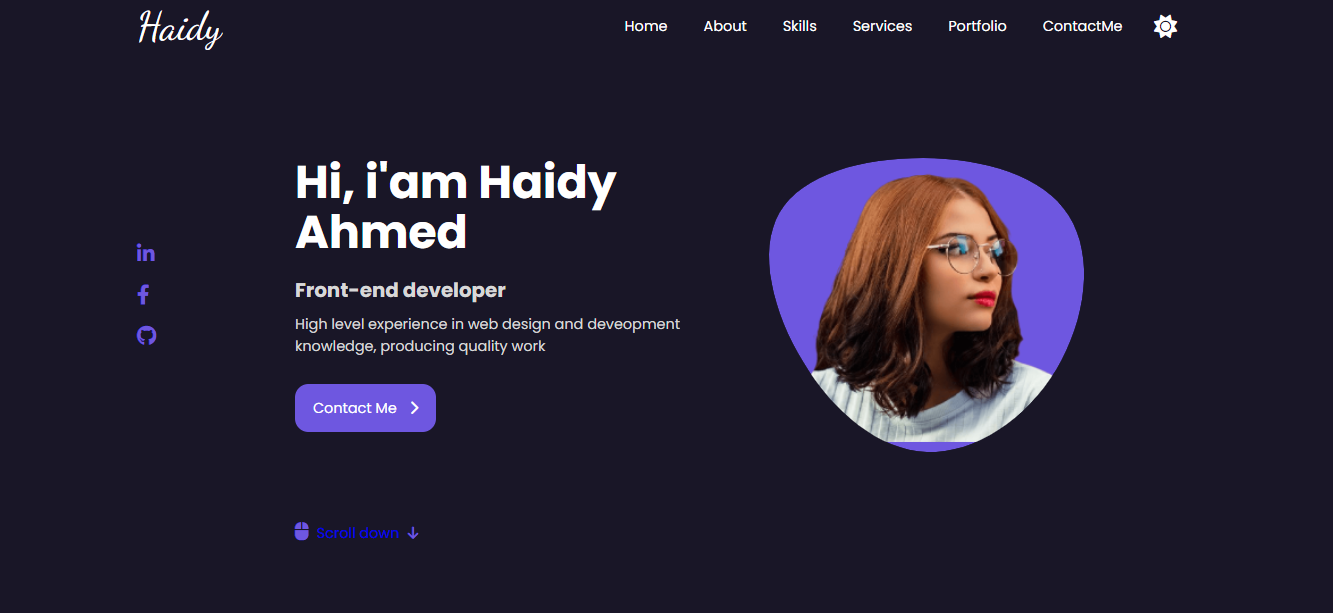 Haidy
Home About Skills Services Portfolio ContactMe
Hi, i'am Haidy
Ahmed
Front-end developer
High level experience in web design and deveopment
knowledge, producing quality work
Contact Me
Scroll down